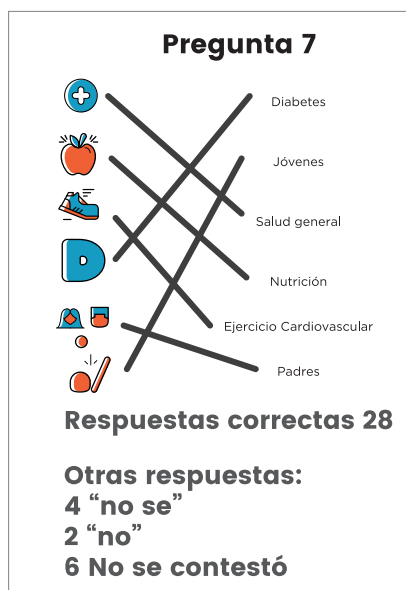 Pregunta 7
Diabetes
Jóvenes
Salud general
D
Nutrición
Ejercicio Cardiovascular
Padres
Respuestas correctas 28
Otras respuestas:
4 “no se”
2 “no”
6 No se contestó